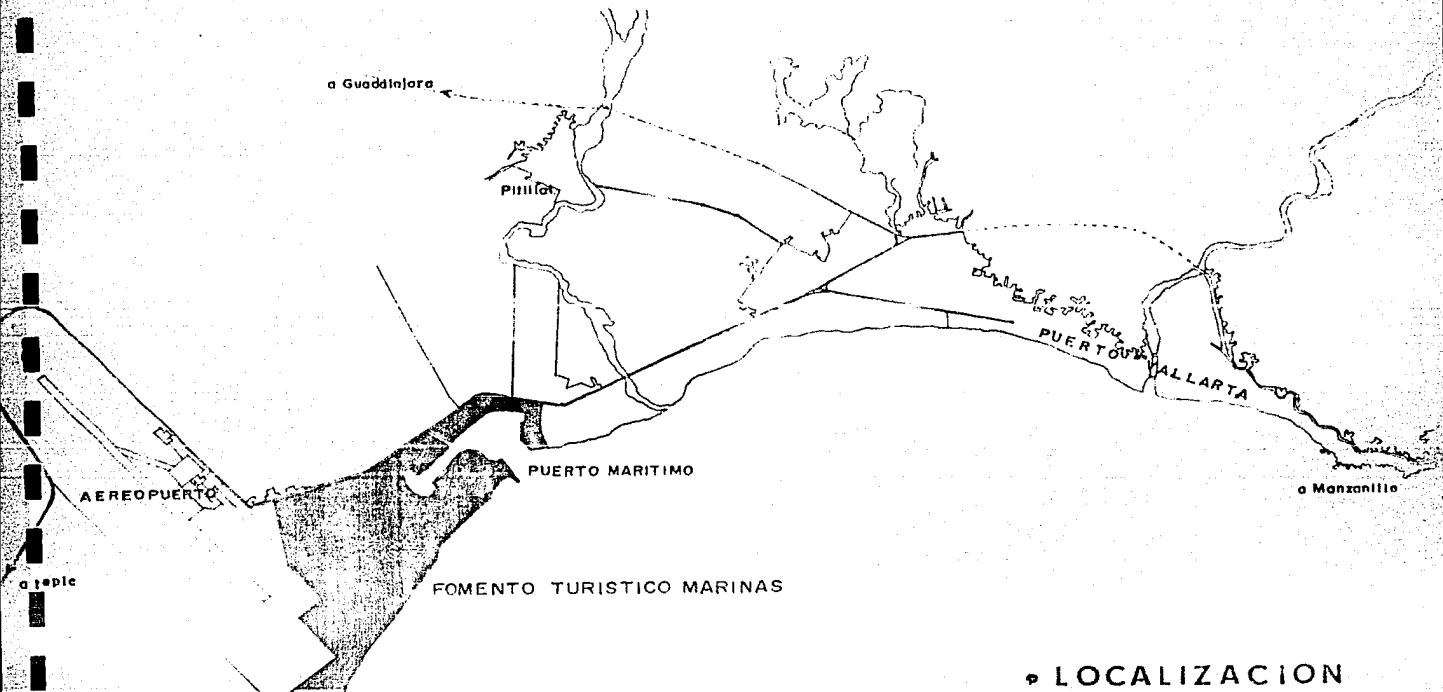 a Guadalajara
Pitillal
PUERTO VALLARTA
PUERTO MARITIMO
AEREOPUERTO
a Manzanillo
a tepic
FOMENTO TURISTICO MARINAS
LOCALIZACION